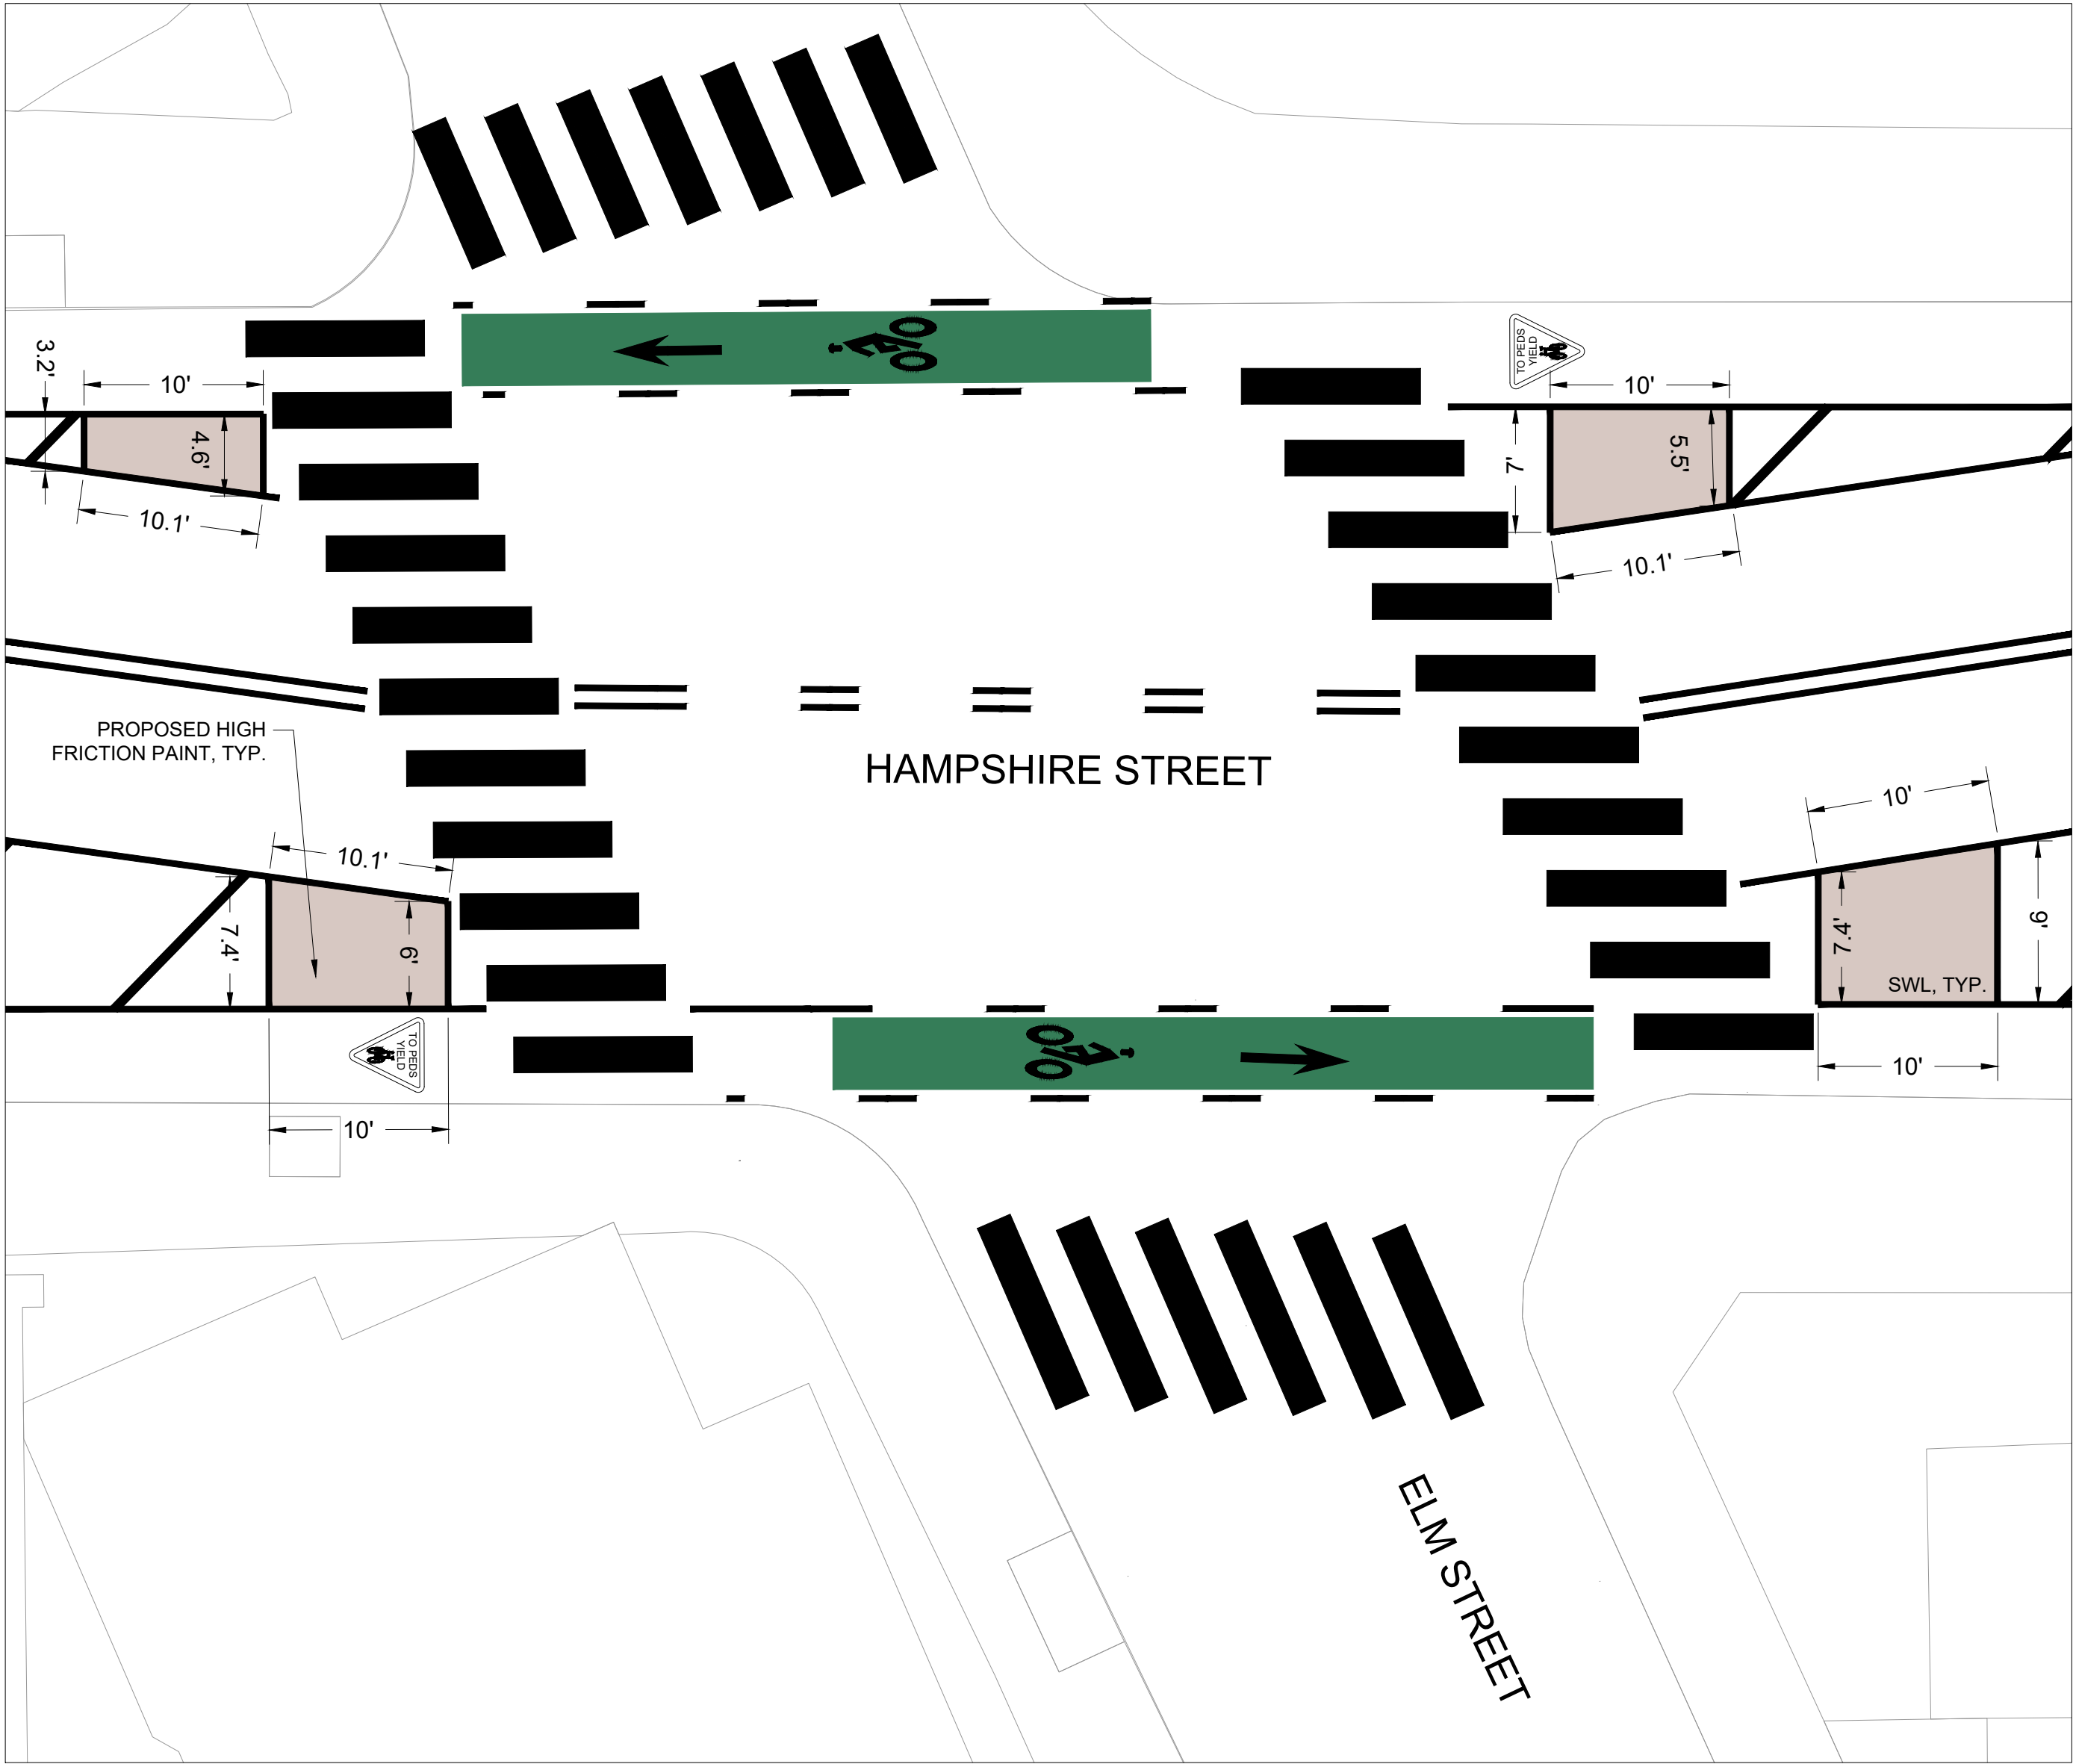 TO PEDS
YIELD
3.2'
10'
10'
4.6'
5.5'
7'
10.1'
10.1'
PROPOSED HIGH
FRICTION PAINT, TYP.
HAMPSHIRE STREET
10'
10.1'
7.4'
6'
7.4'
9'
SWL, TYP.
TO PEDS
YIELD
10'
10'
ELM STREET